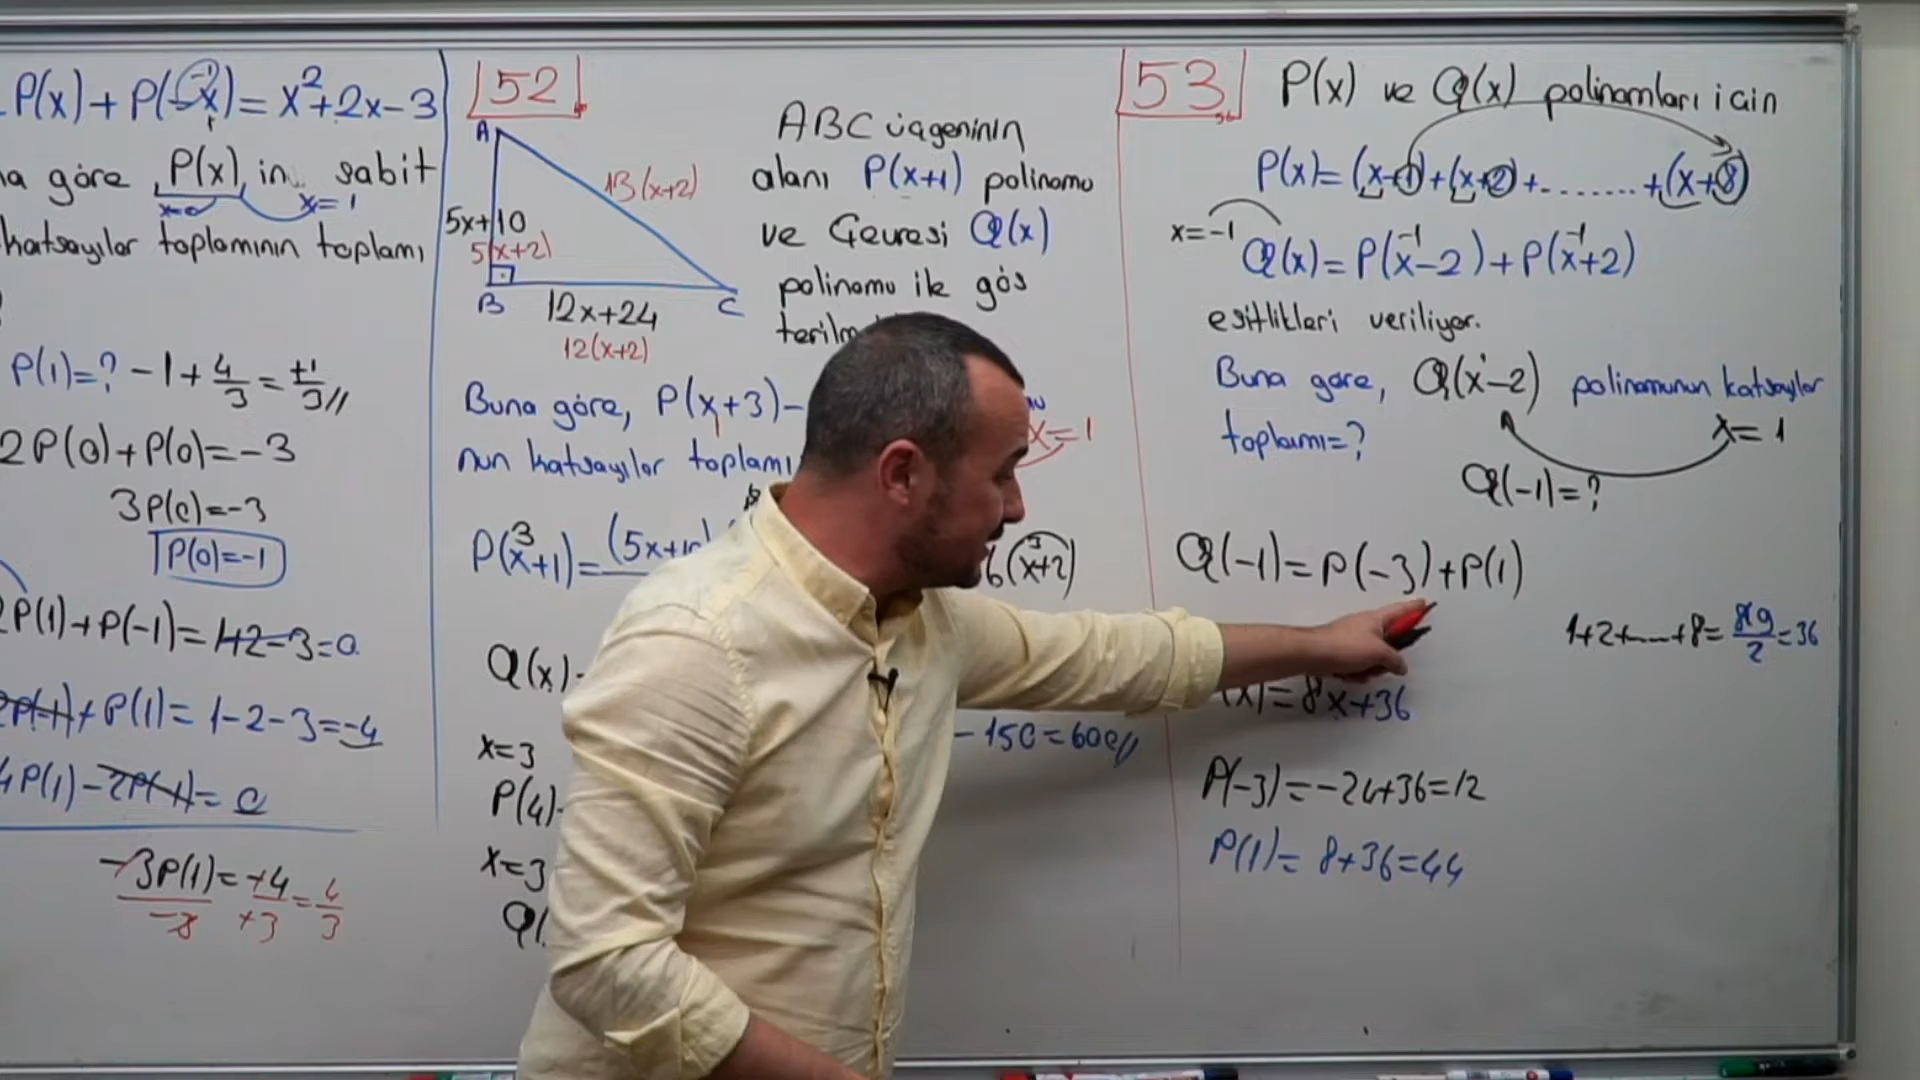 P(x)+P(-x)=x²+2x-3
göre P(x) in sabit
x=0 x=1
katsayılar toplamının toplamı
P(1)=? -1+4/3=+1/3//
2P(0)+P(0)=-3
3P(0)=-3
P(0)=-1
2P(1)+P(-1)=1+2-3=0
2P(-1)+P(1)=1-2-3=-4
4P(1)-2P(-1)=0
-3P(1)=+4/+3=4/3
52
A
13(x+2)
5x+10
5(x+2)
B 12x+24 C
12(x+2)
ABC üçgeninin
alanı P(x+1) polinomu
ve Çevresi Q(x)
polinomu ile gös
Buna göre, P(x+3)-
x=1
nun katsayılar toplamı
P(x+1)=(5x+10)
6(x+2)
3
3
Q(x)
-150=600//
x=3
P(4)
x=3
Q(
53
P(x) ve Q(x) polinomları için
P(x)=(x+1)+(x+2)+........+(x+8)
x=-1 Q(x)=P(x-2)+P(x+2)
-1 -1
eşitlikleri veriliyor.
Buna göre, Q(x-2) polinomunun katsayılar
toplamı=? x=1
Q(-1)=?
Q(-1)=P(-3)+P(1)
1+2+....+8=8.9/2=36
(x)=8x+36
P(-3)=-24+36=12
P(1)=8+36=44